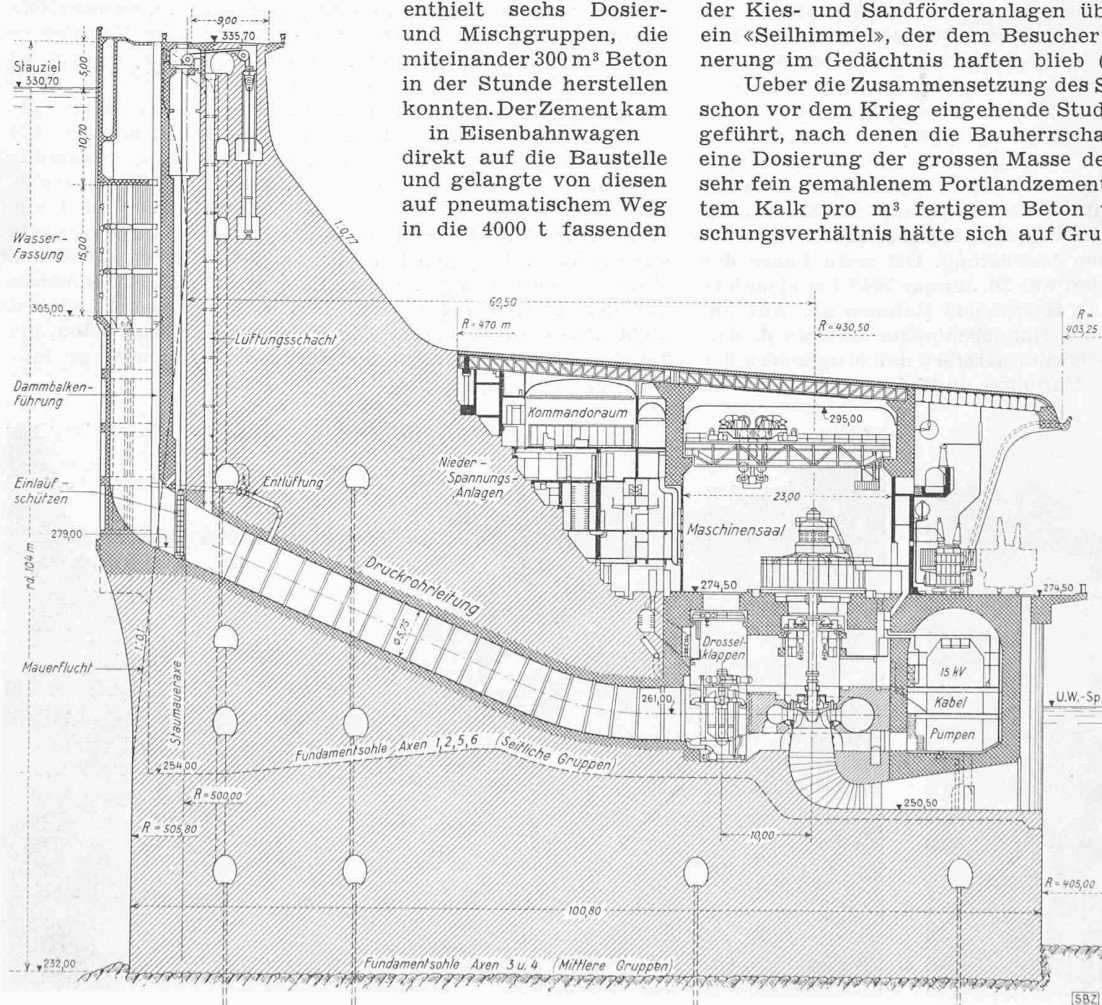 enthielt sechs Dosier-
und Mischgruppen, die
miteinander 300 m³ Beton
in der Stunde herstellen
konnten. Der Zement kam
in Eisenbahnwagen
direkt auf die Baustelle
und gelangte von diesen
auf pneumatischem Weg
in die 4000 t fassenden
der Kies- und Sandförderanlagen üb
ein «Seilhimmel», der dem Besucher
nerung im Gedächtnis haften blieb (
Ueber die Zusammensetzung des S
schon vor dem Krieg eingehende Stud
geführt, nach denen die Bauherrscha
eine Dosierung der grossen Masse de
sehr fein gemahlenem Portlandzement
tem Kalk pro m³ fertigem Beton
schungsverhältnis hätte sich auf Gru
9,00
335,70
Stauziel
330,70
5,00
10,70
Wasser-
fassung
15,00
305,00
1:0,77
60,50
R = 470 m
R = 430,50
R =
403,25
Lüftungsschacht
Dammbalken-
führung
Kommandoraum
295,00
Nieder-
Spannungs-
Anlagen
23,00
Einlauf-
schützen
Entlüftung
Maschinensaal
279,00
rd. 104 m
Druckrohrleitung
274,50
274,50
⌀ 5,75
Drossel-
klappen
Mauerflucht
1:0,1
Staumaueraxe
15 kV
Kabel
Pumpen
261,00
U.W.-Sp
Fundamentsohle Axen 1,2,5,6 (Seitliche Gruppen)
254,00
R = 500,00
250,50
R = 505,80
10,00
R = 405,00
100,80
232,00
Fundamentsohle Axen 3 u. 4 (Mittlere Gruppen)
SBZ